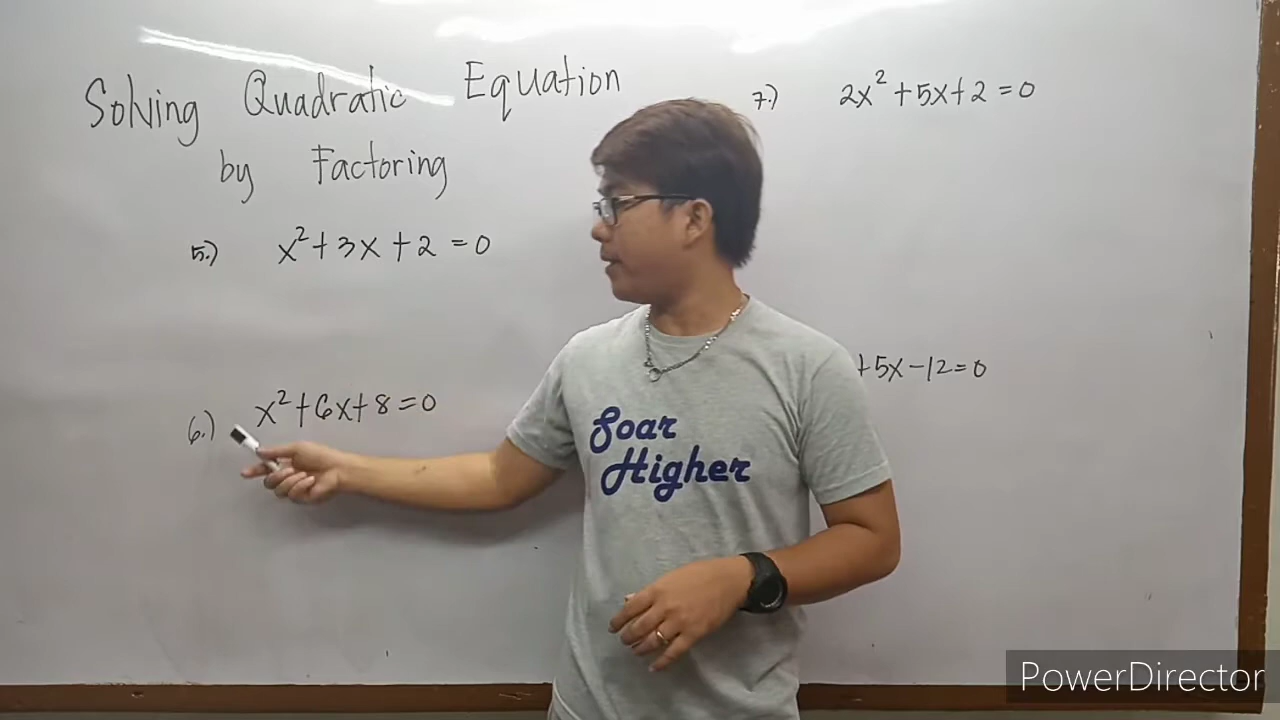 Solving Quadratic Equation
by Factoring
5.) x²+3x+2=0
6.) x²+6x+8=0
7.) 2x²+5x+2=0
+5x-12=0
Soar
Higher
PowerDirector